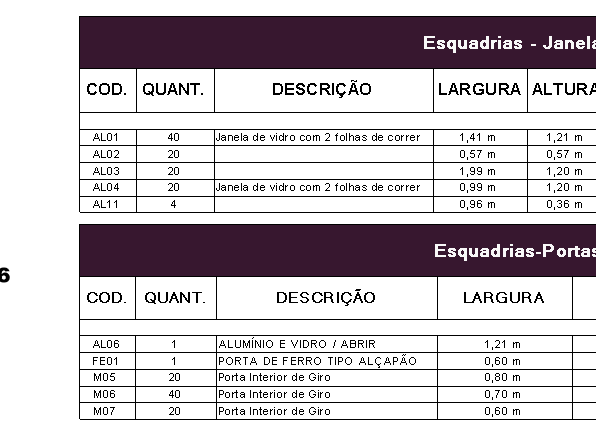 Esquadrias - Janela
COD. QUANT. DESCRIÇÃO LARGURA ALTURA
AL01 40 Janela de vidro com 2 folhas de correr 1,41 m 1,21 m
AL02 20 0,57 m 0,57 m
AL03 20 1,99 m 1,20 m
AL04 20 Janela de vidro com 2 folhas de correr 0,99 m 1,20 m
AL11 4 0,96 m 0,36 m
Esquadrias-Portas
6
COD. QUANT. DESCRIÇÃO LARGURA
AL06 1 ALUMÍNIO E VIDRO / ABRIR 1,21 m
FE01 1 PORTA DE FERRO TIPO ALÇAPÃO 0,60 m
M05 20 Porta Interior de Giro 0,80 m
M06 40 Porta Interior de Giro 0,70 m
M07 20 Porta Interior de Giro 0,60 m